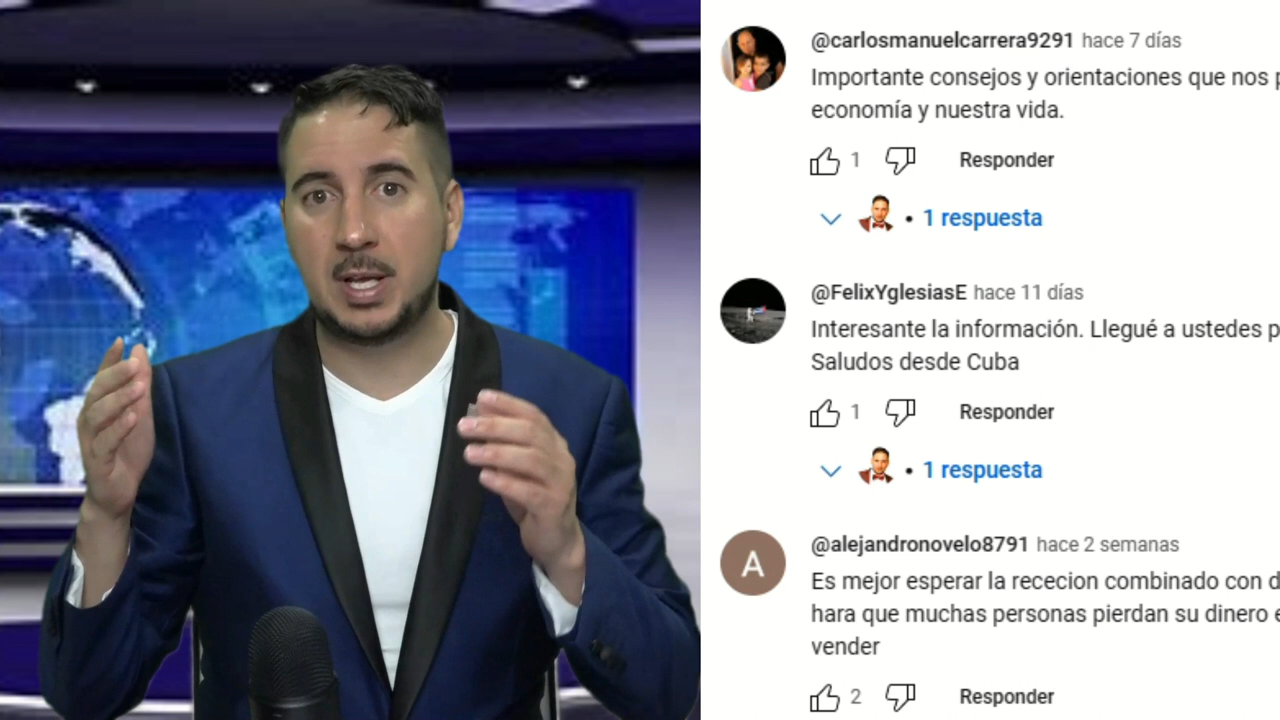 @carlosmanuelcarrera9291 hace 7 días
Importante consejos y orientaciones que nos
economía y nuestra vida.
1 Responder
• 1 respuesta
@FelixYglesiasE hace 11 días
Interesante la información. Llegué a ustedes
Saludos desde Cuba
1 Responder
• 1 respuesta
A
@alejandronovelo8791 hace 2 semanas
Es mejor esperar la rececion combinado con
hara que muchas personas pierdan su dinero
vender
2 Responder